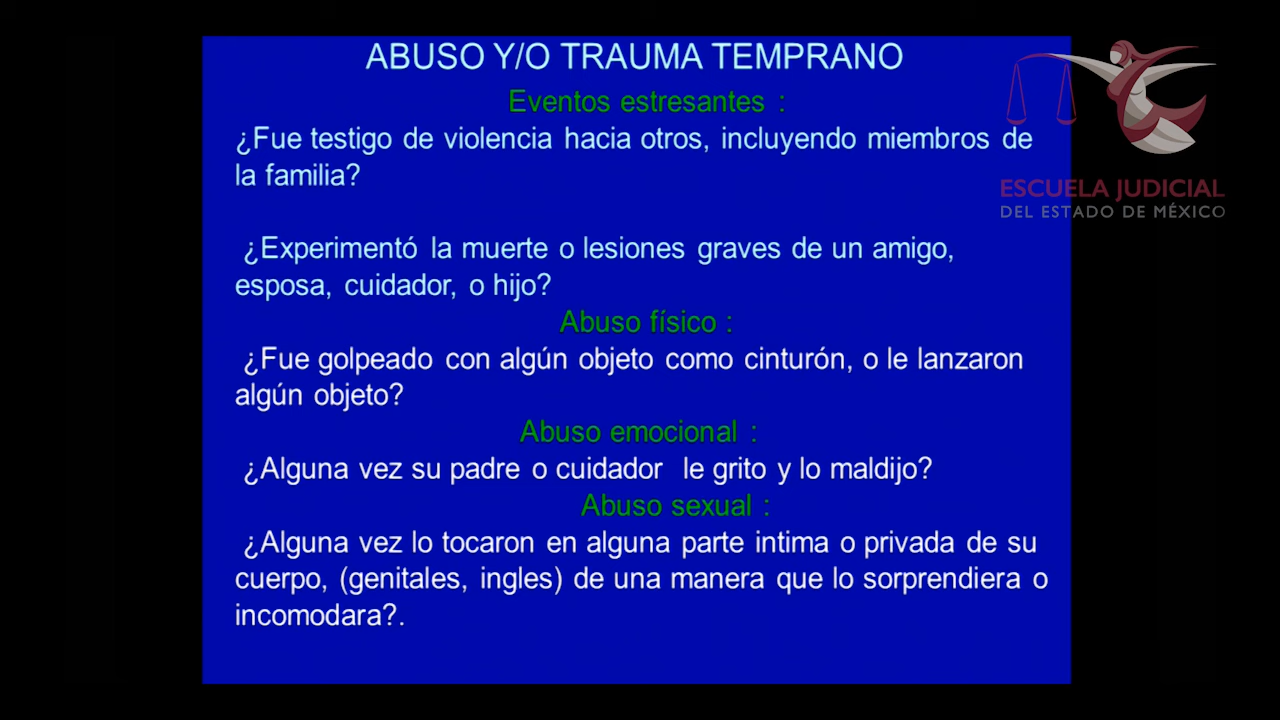 ABUSO Y/O TRAUMA TEMPRANO
Eventos estresantes :
¿Fue testigo de violencia hacia otros, incluyendo miembros de
la familia?
¿Experimentó la muerte o lesiones graves de un amigo,
esposa, cuidador, o hijo?
Abuso físico :
¿Fue golpeado con algún objeto como cinturón, o le lanzaron
algún objeto?
Abuso emocional :
¿Alguna vez su padre o cuidador le grito y lo maldijo?
Abuso sexual :
¿Alguna vez lo tocaron en alguna parte intima o privada de su
cuerpo, (genitales, ingles) de una manera que lo sorprendiera o
incomodara?.
ESCUELA JUDICIAL
DEL ESTADO DE MÉXICO